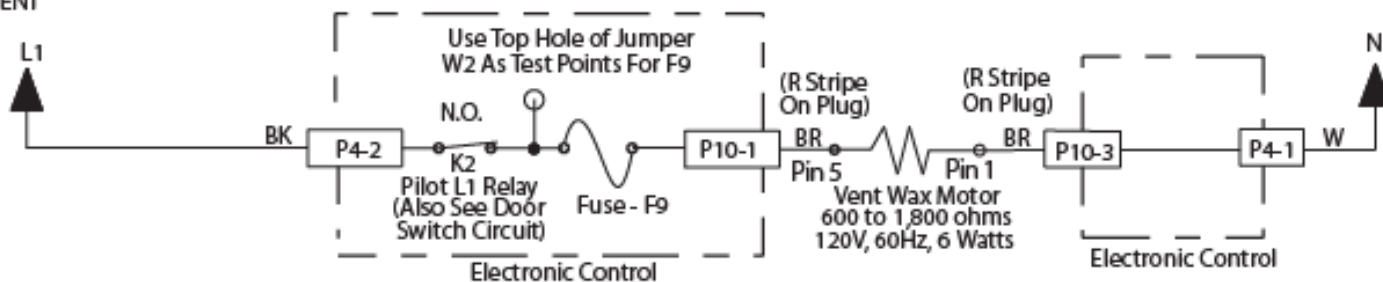 L1
BK
P4-2
Use Top Hole of Jumper
W2 As Test Points For F9
N.O.
K2
Pilot L1 Relay
(Also See Door
Switch Circuit)
Fuse - F9
P10-1
Electronic Control
(R Stripe
On Plug)
BR
Pin 5
Vent Wax Motor
600 to 1,800 ohms
120V, 60Hz, 6 Watts
Pin 1
(R Stripe
On Plug)
BR
P10-3
P4-1
Electronic Control
W
N